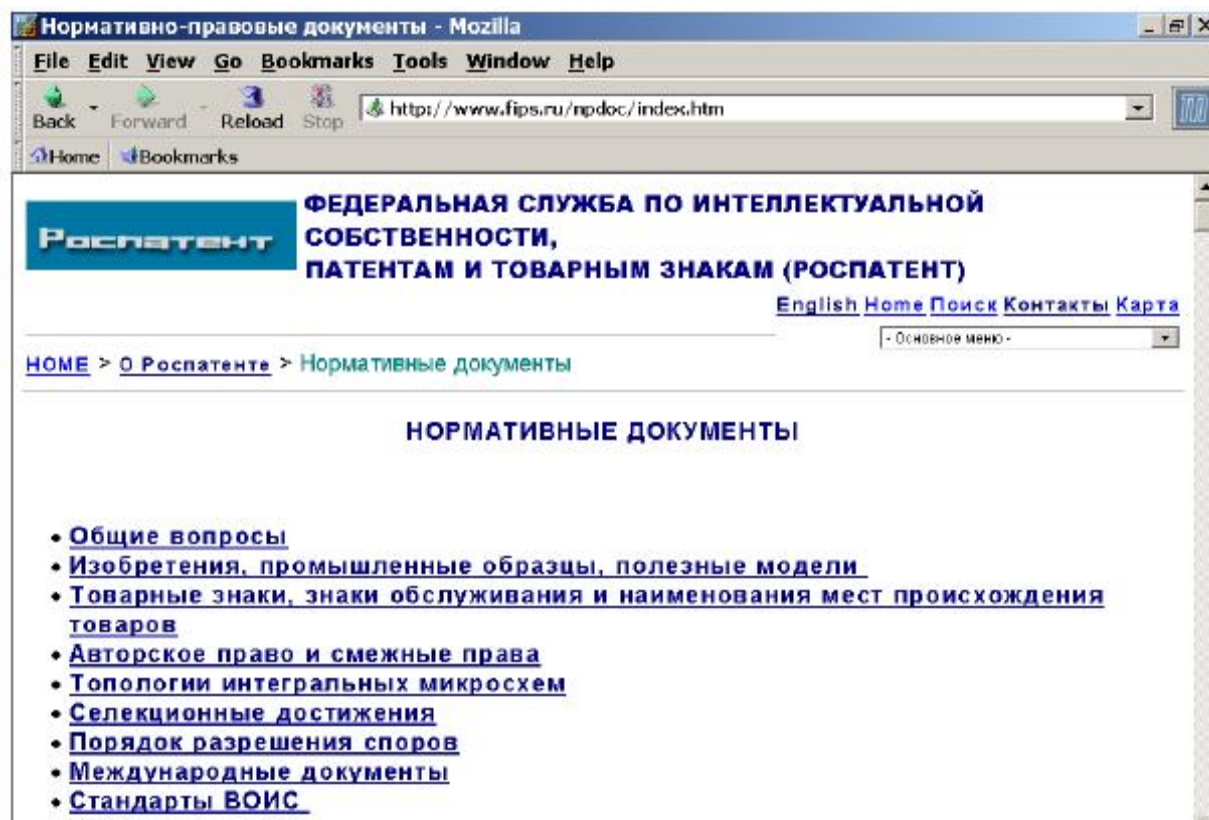 Нормативно-правовые документы - Mozilla
File Edit View Go Bookmarks Tools Window Help
Back Forward Reload Stop http://www.fips.ru/npdoc/index.htm
Home Bookmarks
Роспатент
ФЕДЕРАЛЬНАЯ СЛУЖБА ПО ИНТЕЛЛЕКТУАЛЬНОЙ
СОБСТВЕННОСТИ,
ПАТЕНТАМ И ТОВАРНЫМ ЗНАКАМ (РОСПАТЕНТ)
English Home Поиск Контакты Карта
- Основное меню -
HOME > О Роспатенте > Нормативные документы
НОРМАТИВНЫЕ ДОКУМЕНТЫ
• Общие вопросы
• Изобретения, промышленные образцы, полезные модели
• Товарные знаки, знаки обслуживания и наименования мест происхождения
товаров
• Авторское право и смежные права
• Топологии интегральных микросхем
• Селекционные достижения
• Порядок разрешения споров
• Международные документы
• Стандарты ВОИС